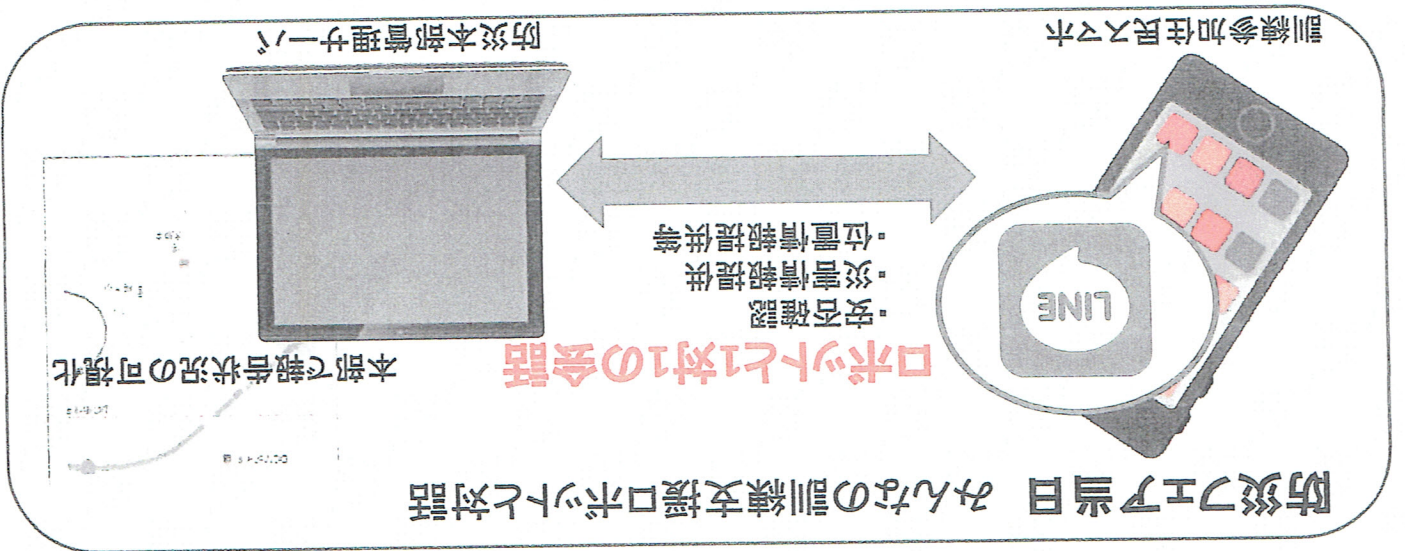 防災フェア当日 みんなの訓練支援ロボットと対話
ロボットと1対1の会話
・安否確認
・災害情報提供
・位置情報提供等
LINE
訓練参加住民スマホ
本部で報告状況の可視化
防災本部管理サーバ